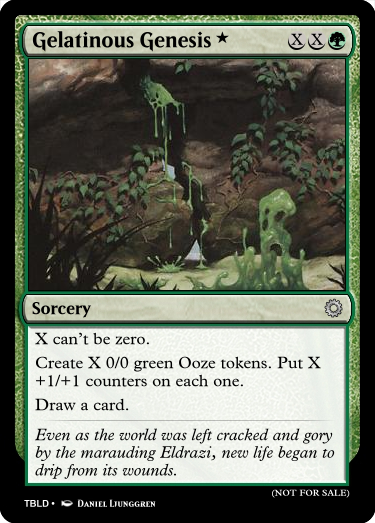 Gelatinous Genesis ★ X X
Sorcery
X can't be zero.
Create X 0/0 green Ooze tokens. Put X
+1/+1 counters on each one.
Draw a card.
Even as the world was left cracked and gory
by the marauding Eldrazi, new life began to
drip from its wounds.
(NOT FOR SALE)
TBLD • Daniel Ljunggren